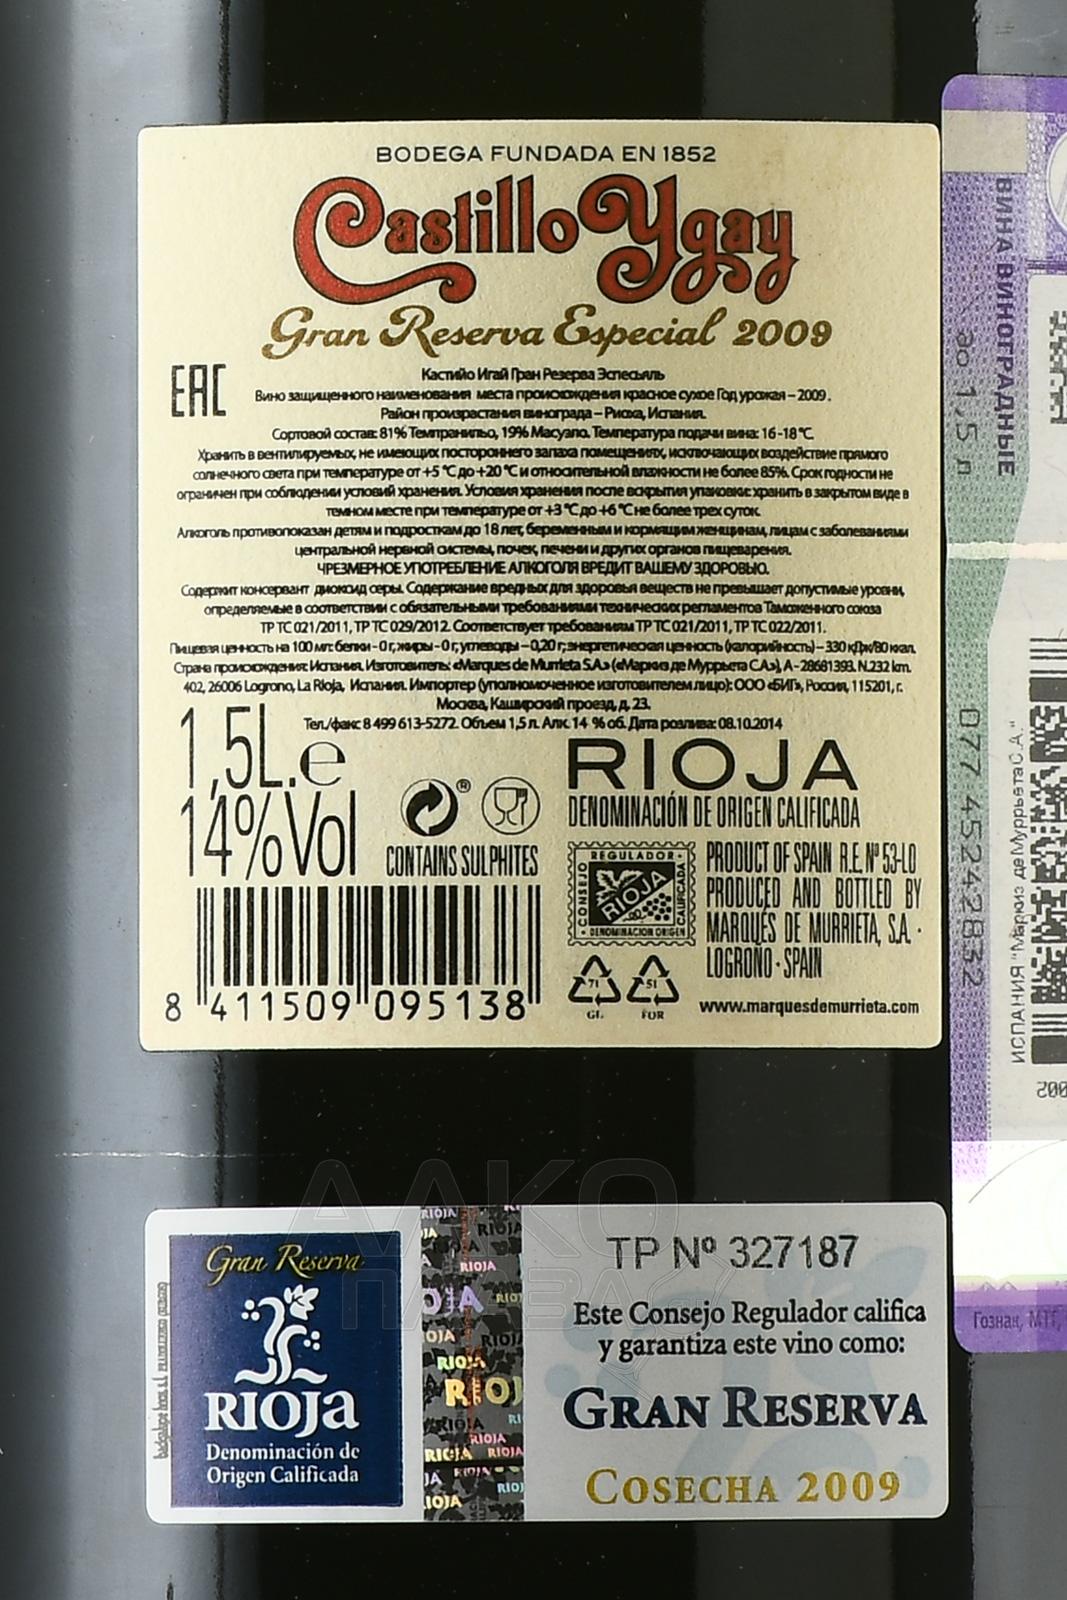 BODEGA FUNDADA EN 1852
Castillo Ygay
Gran Reserva Especial 2009
EAC
Кастийо Игай Гран Резерва Эспесьяль
Вино защищенного наименования места происхождения красное сухое Год урожая – 2009.
Район произрастания винограда – Риоха, Испания.
Сортовой состав: 81% Темпранильо, 19% Масуэло. Температура подачи вина: 16 -18 °С.
Хранить в вентилируемых, не имеющих постороннего запаха помещениях, исключающих воздействие прямого
солнечного света при температуре от +5 °С до +20 °С и относительной влажности не более 85%. Срок годности не
ограничен при соблюдении условий хранения. Условия хранения после вскрытия упаковки: хранить в закрытом виде в
темном месте при температуре от +3 °С до +6 °С не более трех суток.
Алкоголь противопоказан детям и подросткам до 18 лет, беременным и кормящим женщинам, лицам с заболеваниями
центральной нервной системы, почек, печени и других органов пищеварения.
ЧРЕЗМЕРНОЕ УПОТРЕБЛЕНИЕ АЛКОГОЛЯ ВРЕДИТ ВАШЕМУ ЗДОРОВЬЮ.
Содержит консервант диоксид серы. Содержание вредных для здоровья веществ не превышает допустимые уровни,
определяемые в соответствии с обязательными требованиями технических регламентов Таможенного союза
ТР ТС 021/2011, ТР ТС 029/2012. Соответствует требованиям ТР ТС 021/2011, ТР ТС 022/2011.
Пищевая ценность на 100 мл: белки - 0 г, жиры - 0 г, углеводы – 0,20 г; энергетическая ценность (калорийность) – 330 кДж/80 ккал.
Страна происхождения: Испания. Изготовитель: «Marques de Murrieta S.A.» («Маркиз де Муррьета С.А.»), A - 28681393. N.232 km.
402, 26006 Logrono, La Rioja, Испания. Импортер (уполномоченное изготовителем лицо): ООО «БИГ», Россия, 115201, г.
Москва, Каширский проезд, д. 23.
Тел./факс 8 499 613-5272. Объем 1,5 л. Алк. 14 % об. Дата розлива: 08.10.2014
1,5L.e
14%Vol
CONTAINS SULPHITES
8 411509 095138
RIOJA
DENOMINACIÓN DE ORIGEN CALIFICADA
CONSEJO REGULADOR
RIOJA
DENOMINACION ORIGEN CALIFICADA
PRODUCT OF SPAIN R.E. Nº 53-LO
PRODUCED AND BOTTLED BY
MARQUÉS DE MURRIETA, S.A. ·
LOGROÑO · SPAIN
71
GL
51
FOR
www.marquesdemurrieta.com
ВИНА ВИНОГРАДНЫЕ
до 1,5 л
077 45242832
ИСПАНИЯ "Маркиз де Муррьета С.А."
Гознак, МТГ,
Gran Reserva
RIOJA
Denominación de
Origen Calificada
RIOJA
TP Nº 327187
Este Consejo Regulador califica
y garantiza este vino como:
GRAN RESERVA
COSECHA 2009